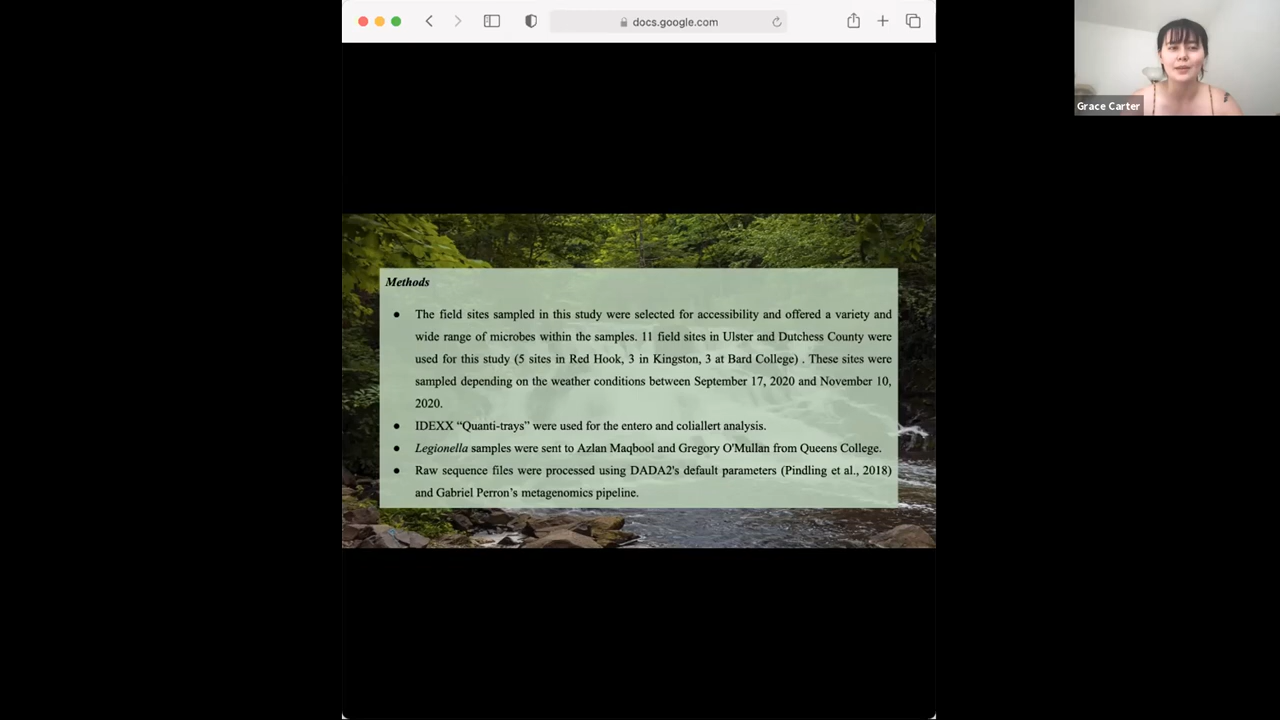 docs.google.com
Grace Carter
Methods
● The field sites sampled in this study were selected for accessibility and offered a variety and
wide range of microbes within the samples. 11 field sites in Ulster and Dutchess County were
used for this study (5 sites in Red Hook, 3 in Kingston, 3 at Bard College) . These sites were
sampled depending on the weather conditions between September 17, 2020 and November 10,
2020.
● IDEXX “Quanti-trays” were used for the entero and coliallert analysis.
● Legionella samples were sent to Azlan Maqbool and Gregory O'Mullan from Queens College.
● Raw sequence files were processed using DADA2's default parameters (Pindling et al., 2018)
and Gabriel Perron’s metagenomics pipeline.